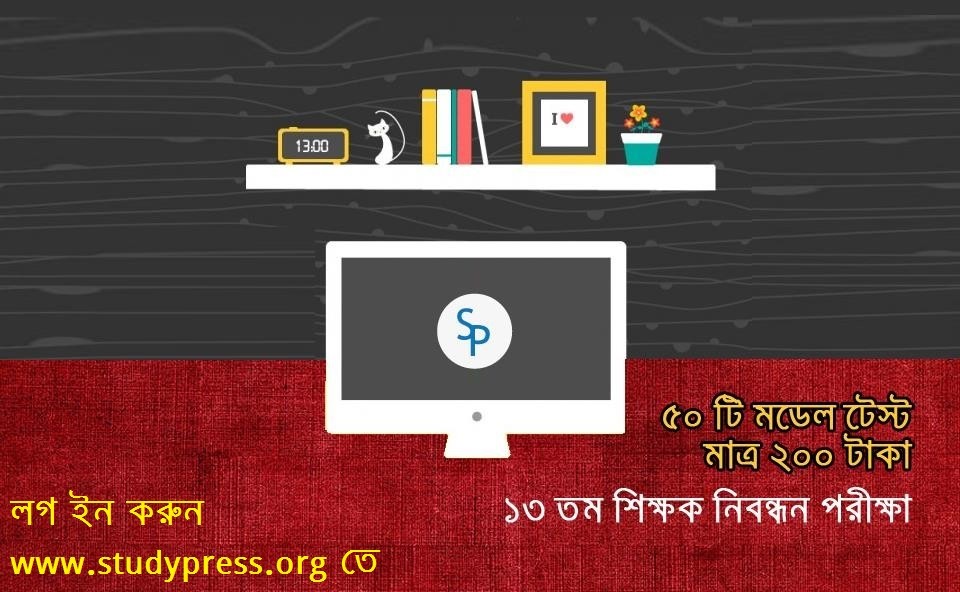 13:00
I
SP
৫০ টি মডেল টেস্ট
মাত্র ২০০ টাকা
১৩ তম শিক্ষক নিবন্ধন পরীক্ষা
লগ ইন করুন
www.studypress.org তে